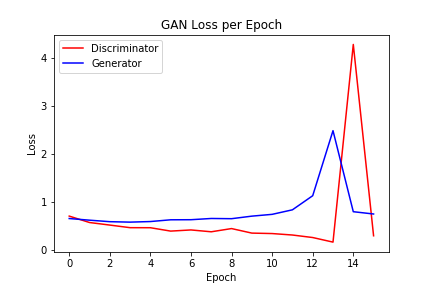 GAN Loss per Epoch
Discriminator
Generator
Loss
4
3
2
1
0
0 2 4 6 8 10 12 14
Epoch